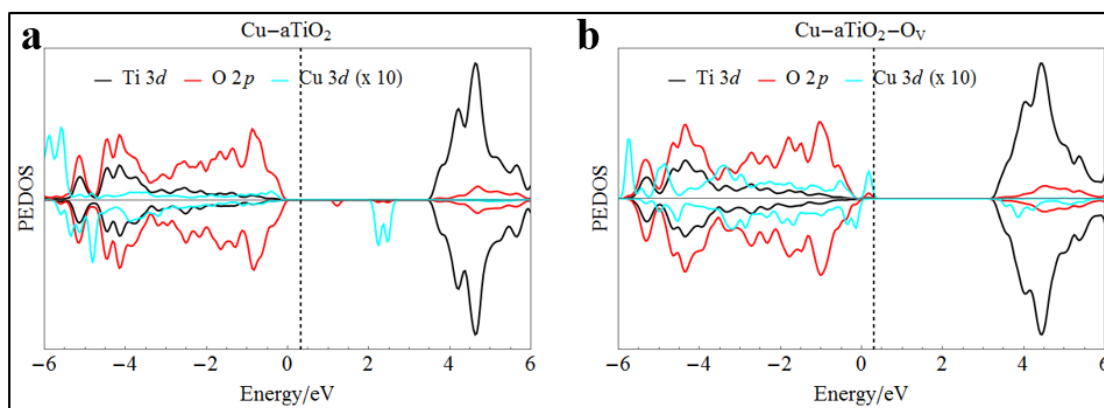 a
Cu−aTiO₂
Ti 3d O 2p Cu 3d (x 10)
PEDOS
−6 −4 −2 0 2 4 6
Energy/eV
b
Cu−aTiO₂−Oᵥ
Ti 3d O 2p Cu 3d (x 10)
PEDOS
−6 −4 −2 0 2 4 6
Energy/eV